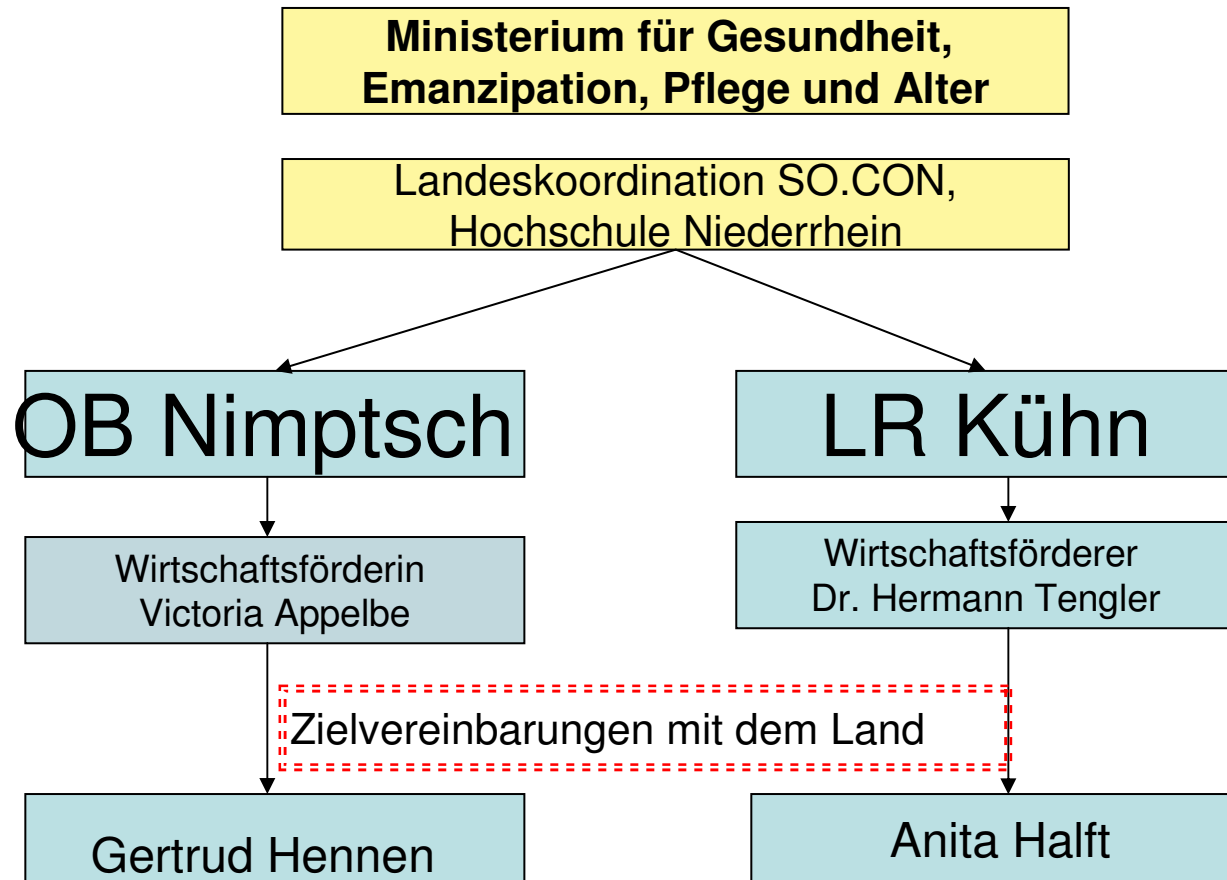 Ministerium für Gesundheit,
Emanzipation, Pflege und Alter
Landeskoordination SO.CON,
Hochschule Niederrhein
OB Nimptsch
LR Kühn
Wirtschaftsförderin
Victoria Appelbe
Wirtschaftsförderer
Dr. Hermann Tengler
Zielvereinbarungen mit dem Land
Gertrud Hennen
Anita Halft